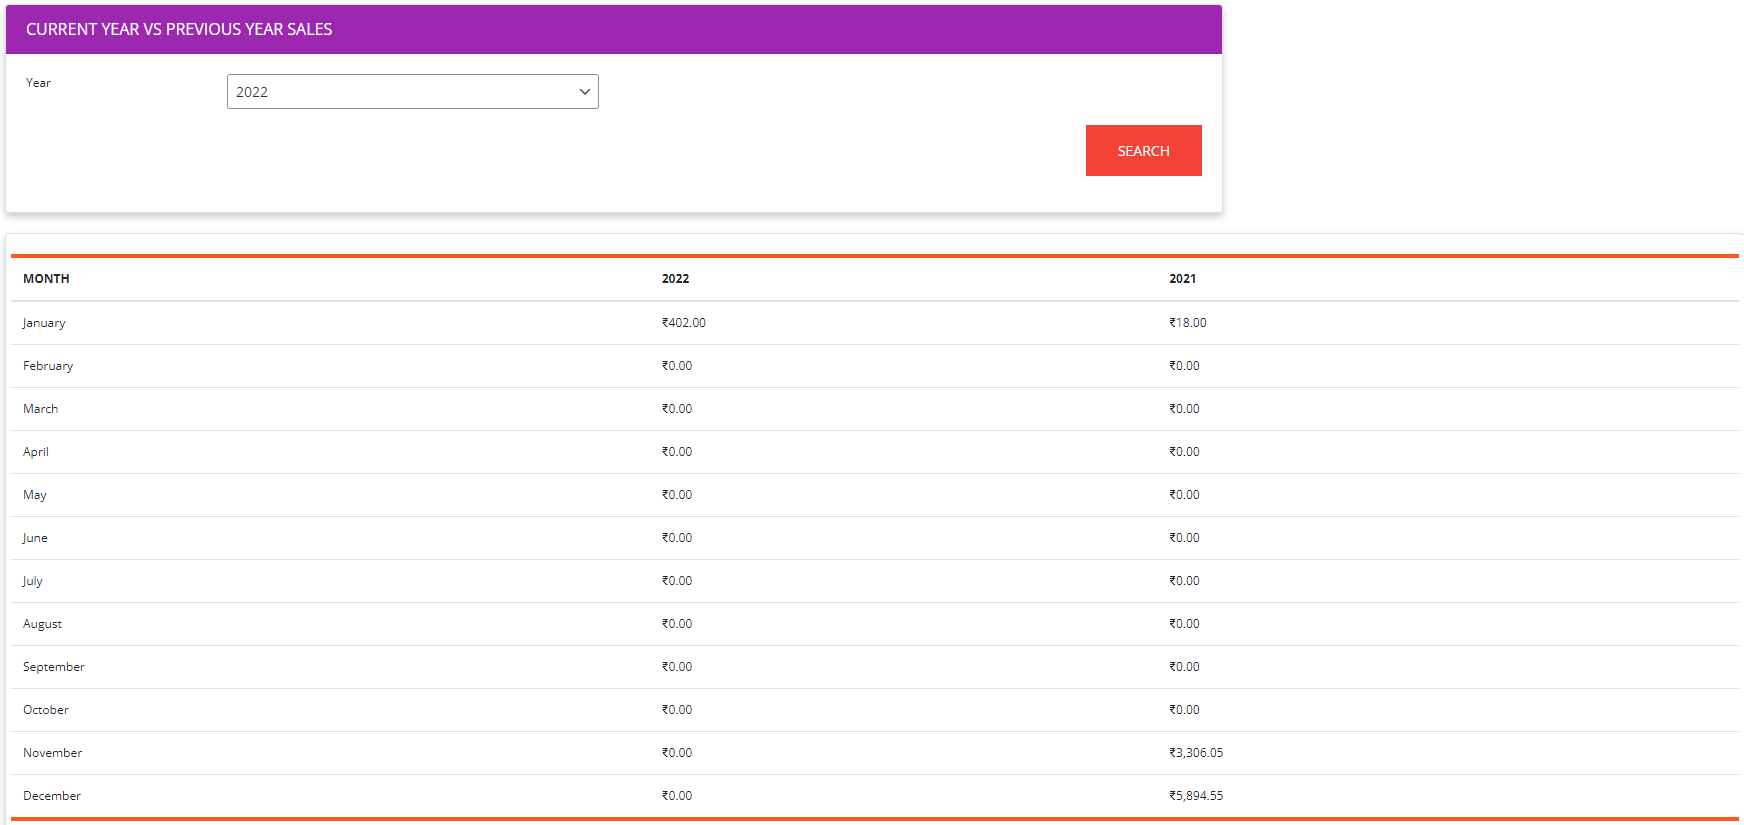 CURRENT YEAR VS PREVIOUS YEAR SALES
Year 2022
SEARCH
MONTH 2022 2021
January ₹402.00 ₹18.00
February ₹0.00 ₹0.00
March ₹0.00 ₹0.00
April ₹0.00 ₹0.00
May ₹0.00 ₹0.00
June ₹0.00 ₹0.00
July ₹0.00 ₹0.00
August ₹0.00 ₹0.00
September ₹0.00 ₹0.00
October ₹0.00 ₹0.00
November ₹0.00 ₹3,306.05
December ₹0.00 ₹5,894.55